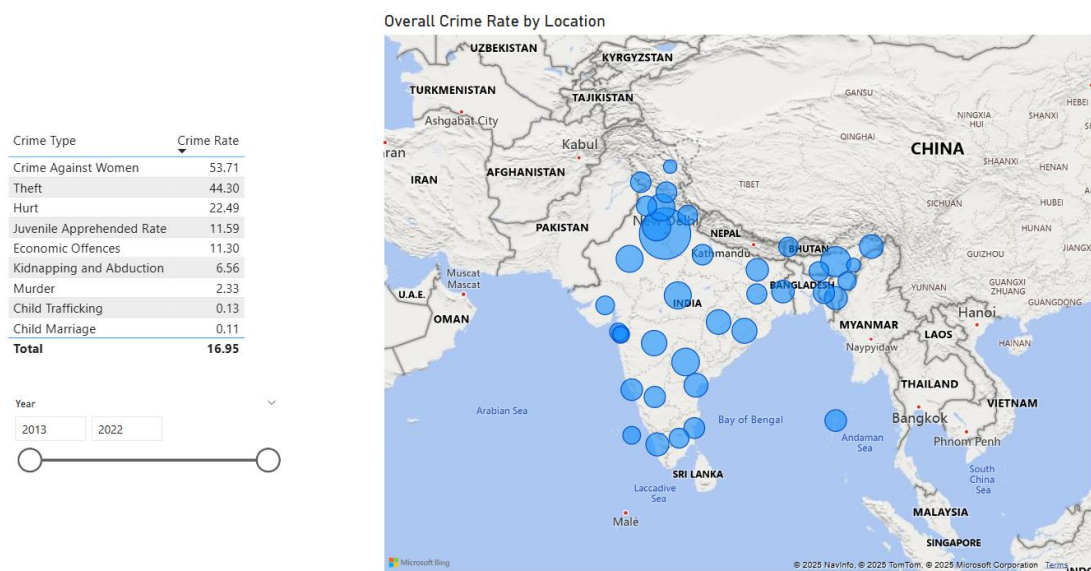 Overall Crime Rate by Location
Crime Type Crime Rate
Crime Against Women 53.71
Theft 44.30
Hurt 22.49
Juvenile Apprehended Rate 11.59
Economic Offences 11.30
Kidnapping and Abduction 6.56
Murder 2.33
Child Trafficking 0.13
Child Marriage 0.11
Total 16.95
Year
2013 2022
UZBEKISTAN
KYRGYZSTAN
TURKMENISTAN
TAJIKISTAN
GANSU
HEBEI
Ashgabat City
NINGXIA
HUI
SHANXI
QINGHAI
Kabul
CHINA
SHAANXI
HENAN
IRAN
AFGHANISTAN
TIBET
HUBEI
SICHUAN
New Delhi
HUNAN
PAKISTAN
NEPAL
BHUTAN
Kathmandu
GUIZHOU
Muscat
Mascat
BANGLADESH
YUNNAN
GUANGXI
ZHUANG
GUANGDONG
U.A.E.
INDIA
OMAN
Hanoi
MYANMAR
LAOS
HAINAN
Naypyidaw
THAILAND
VIETNAM
Arabian Sea
Bay of Bengal
Bangkok
Andaman
Sea
Phnom Penh
SRI LANKA
South
China
Sea
Laccadive
Sea
MALAYSIA
Malé
SINGAPORE
Microsoft Bing
© 2025 NavInfo, © 2025 TomTom, © 2025 Microsoft Corporation Terms